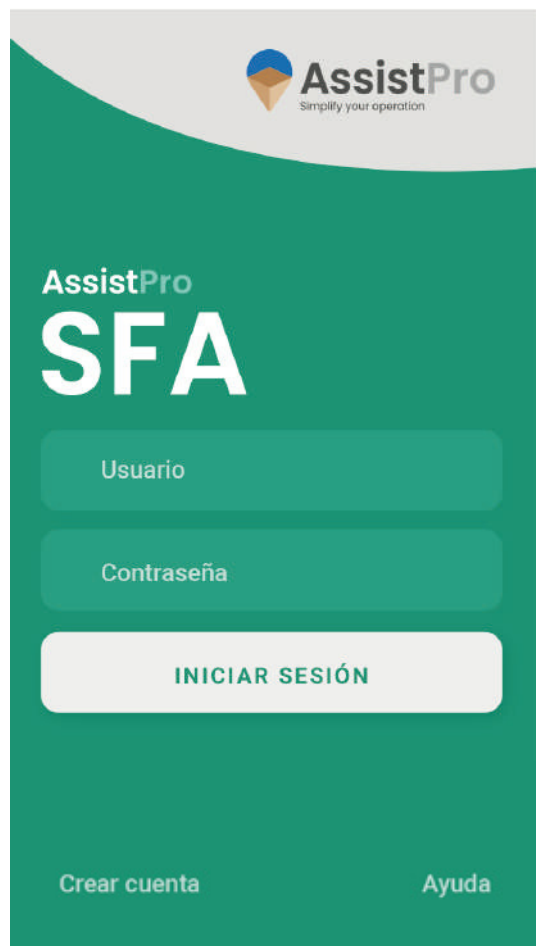 AssistPro
Simplify your operation
AssistPro
SFA
Usuario
Contraseña
INICIAR SESIÓN
Crear cuenta
Ayuda